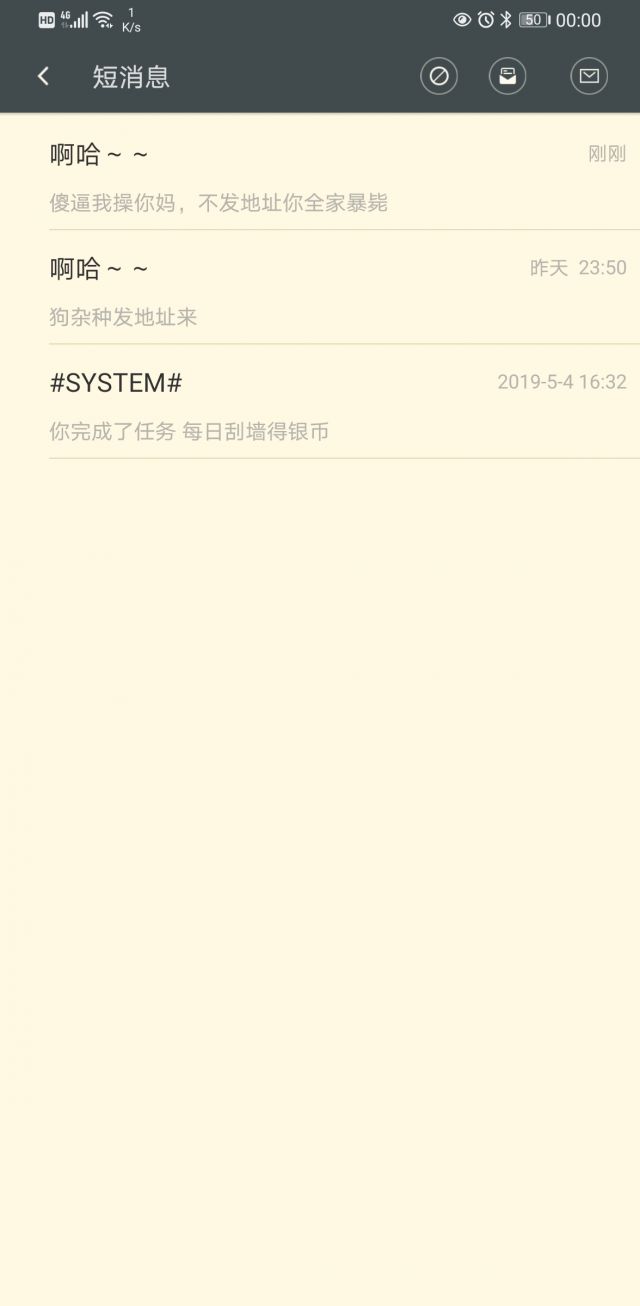 HD 4G 1 K/s 50 00:00
短消息
啊哈～～ 刚刚
傻逼我操你妈，不发地址你全家暴毙
啊哈～～ 昨天 23:50
狗杂种发地址来
#SYSTEM# 2019-5-4 16:32
你完成了任务 每日刮墙得银币